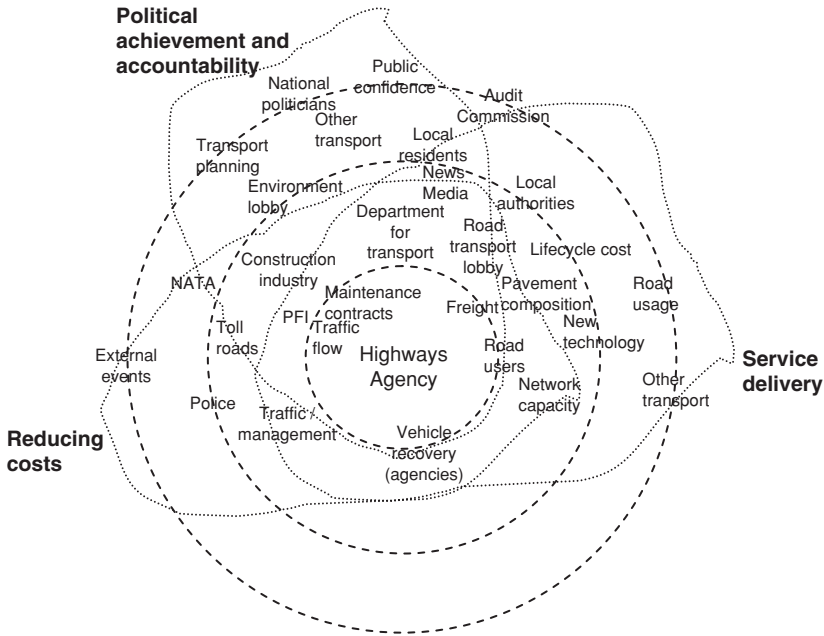 Political
achievement and
accountability
Public
confidence
National
politicians
Audit
Commission
Other
transport
Local
residents
Transport
planning
News
Media
Environment
lobby
Local
authorities
Department
for
transport
Road
transport
lobby
Lifecycle cost
Construction
industry
NATA
Maintenance
contracts
Pavement
composition
Road
usage
Freight
PFI
Traffic
flow
Toll
roads
New
technology
External
events
Highways
Agency
Road
users
Service
delivery
Network
capacity
Other
transport
Police
Traffic /
management
Reducing
costs
Vehicle
recovery
(agencies)